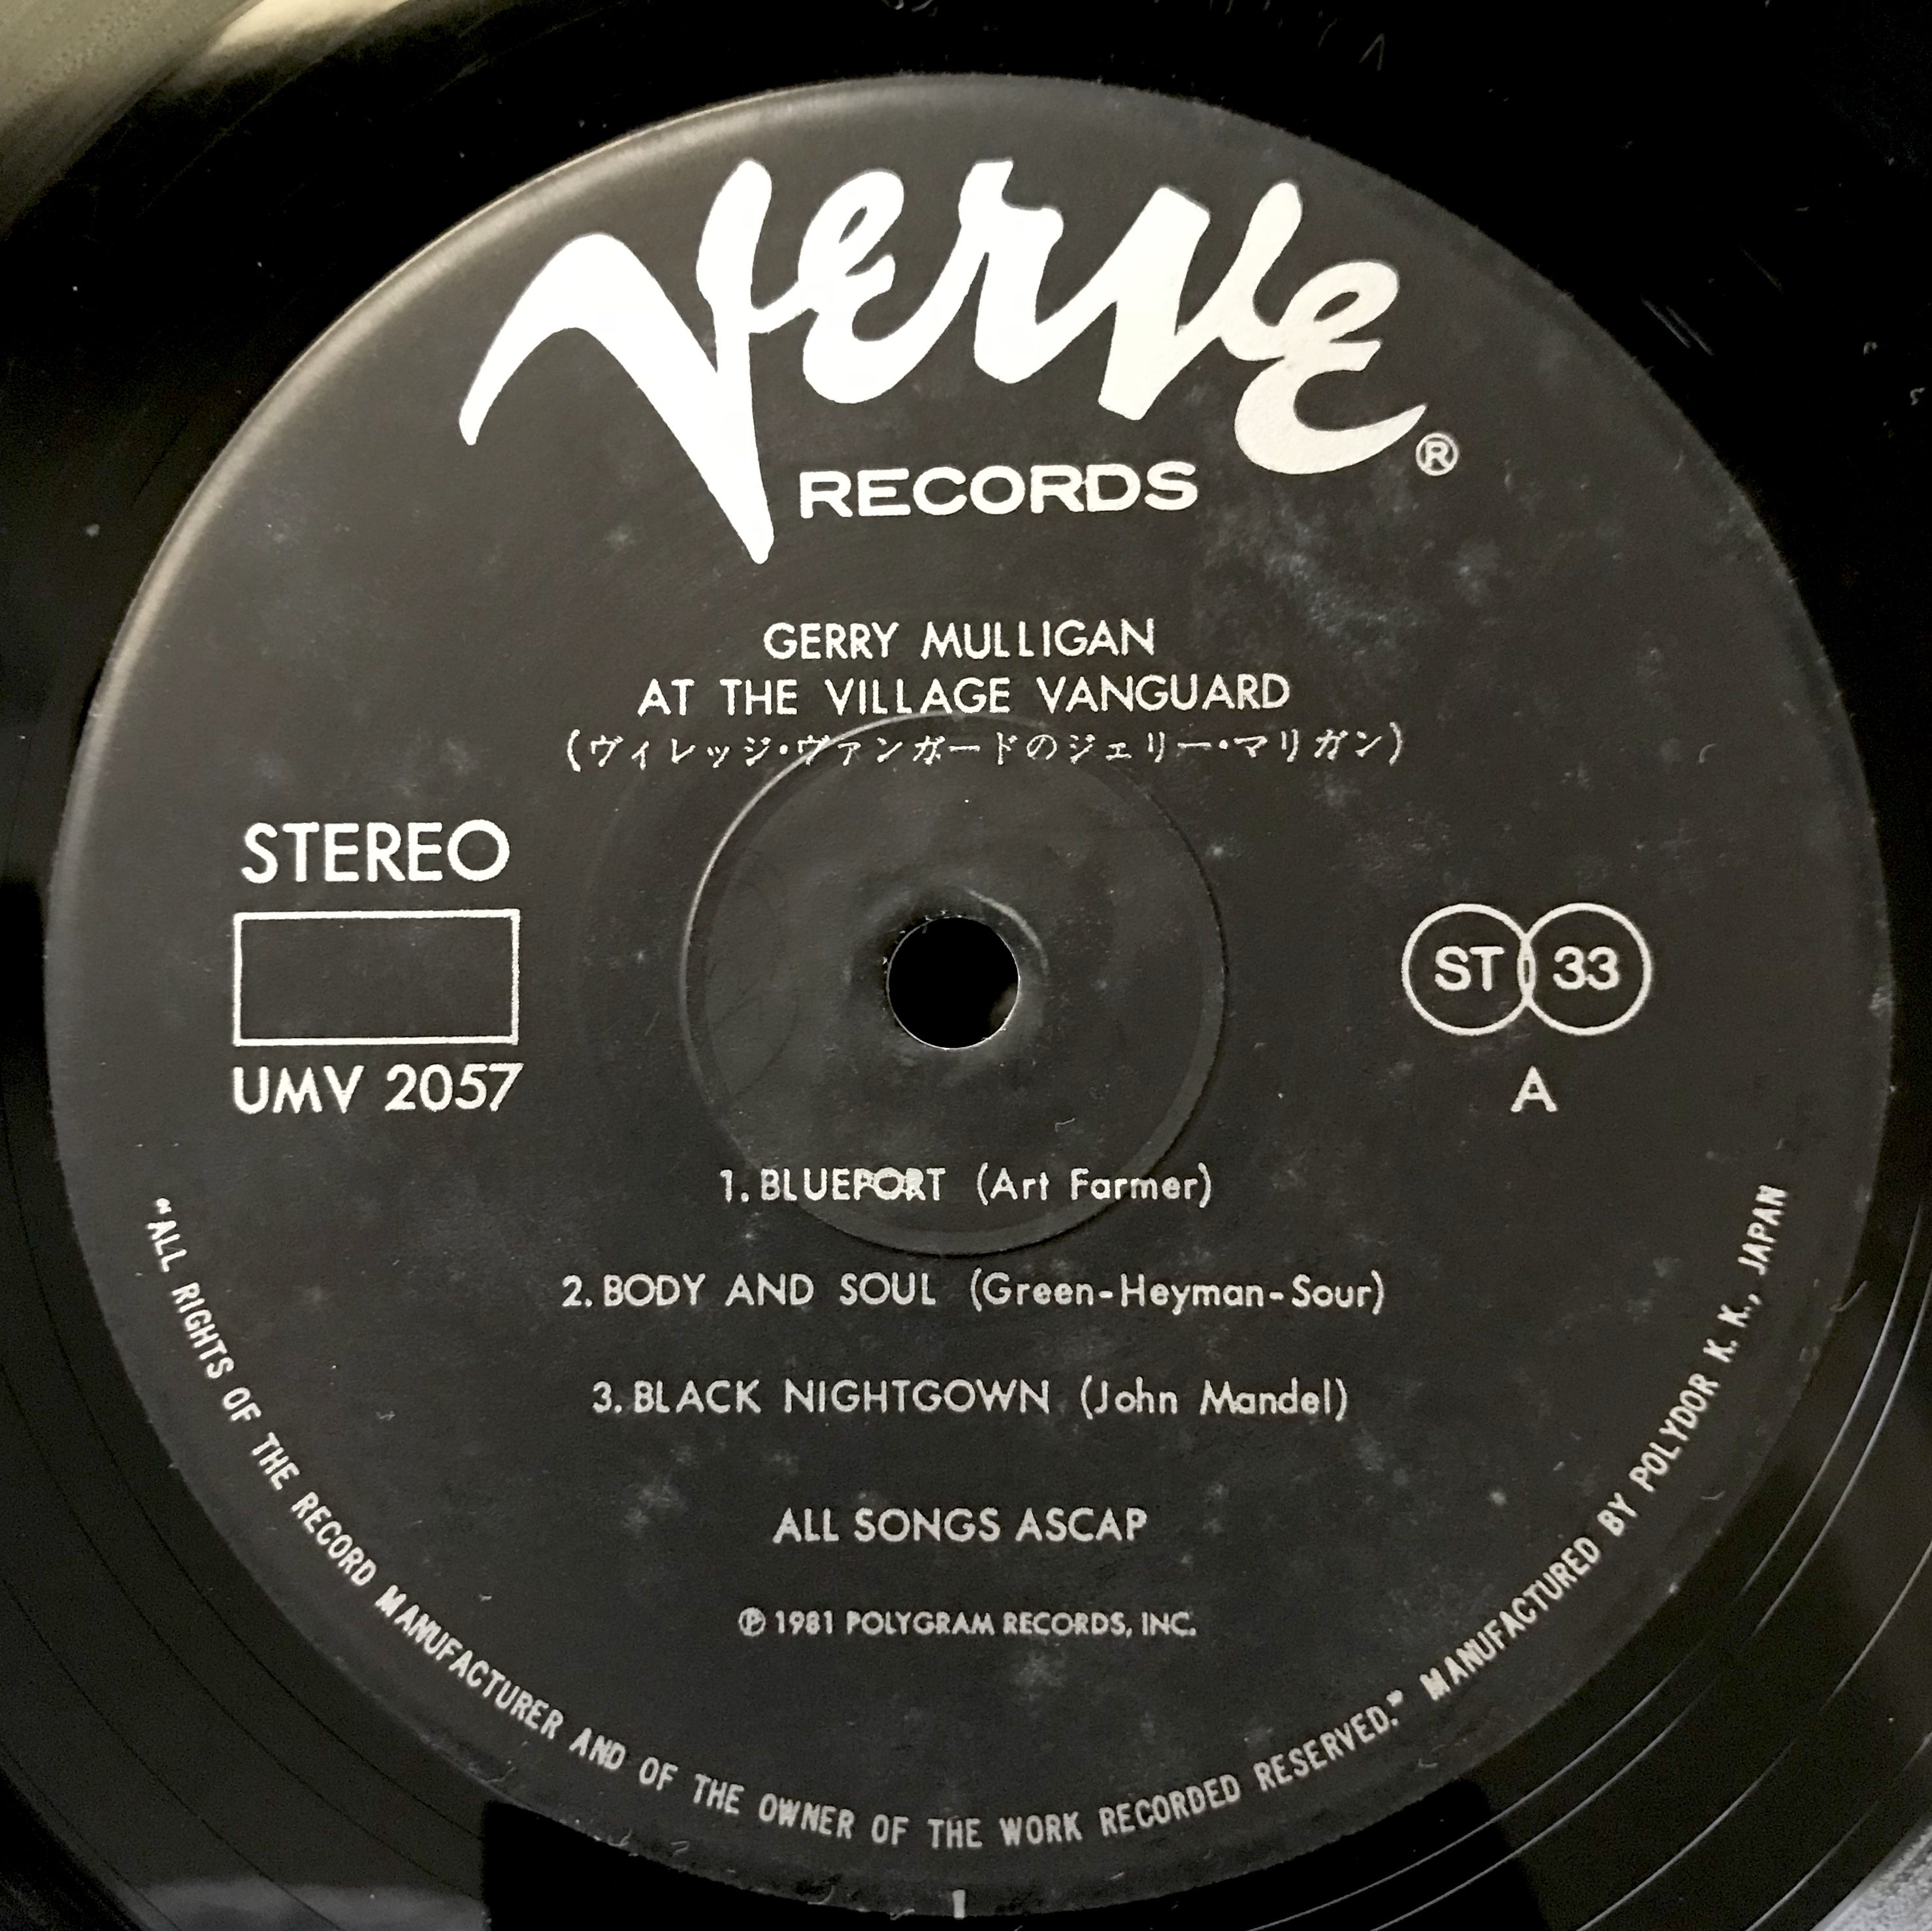 Verve®
RECORDS
GERRY MULLIGAN
AT THE VILLAGE VANGUARD
(ヴィレッジ・ヴァンガードのジェリー・マリガン)
STEREO
UMV 2057
ST 33
A
1. BLUEPORT (Art Farmer)
2. BODY AND SOUL (Green-Heyman-Sour)
3. BLACK NIGHTGOWN (John Mandel)
ALL SONGS ASCAP
℗ 1981 POLYGRAM RECORDS, INC.
"ALL RIGHTS OF THE RECORD MANUFACTURER AND OF THE OWNER OF THE WORK RECORDED RESERVED." MANUFACTURED BY POLYDOR K. K., JAPAN